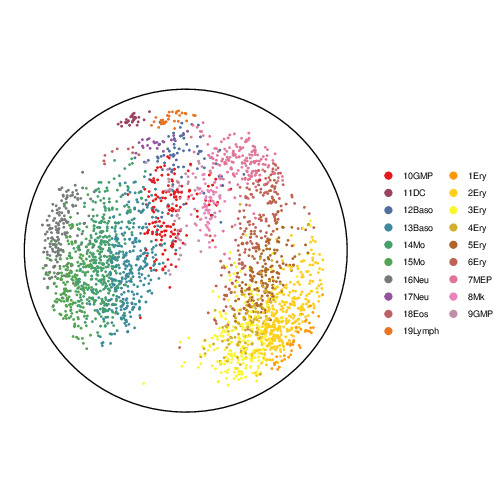 10GMP 1Ery
11DC 2Ery
12Baso 3Ery
13Baso 4Ery
14Mo 5Ery
15Mo 6Ery
16Neu 7MEP
17Neu 8Mk
18Eos 9GMP
19Lymph